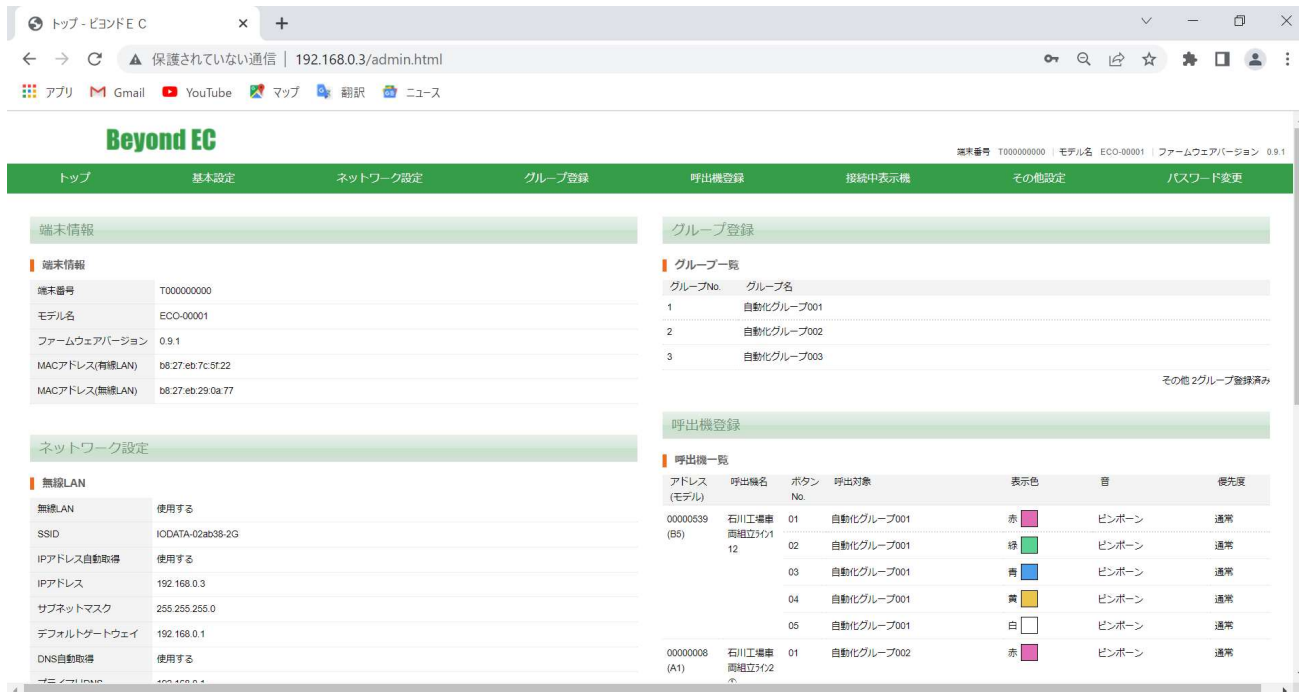 トップ - ビヨンドＥＣ
保護されていない通信 | 192.168.0.3/admin.html
アプリ Gmail YouTube マップ 翻訳 ニュース
Beyond EC
端末番号 T000000000 | モデル名 ECO-00001 | ファームウェアバージョン 0.9.1
トップ 基本設定 ネットワーク設定 グループ登録 呼出機登録 接続中表示機 その他設定 パスワード変更
端末情報
端末情報
端末番号 T000000000
モデル名 ECO-00001
ファームウェアバージョン 0.9.1
MACアドレス(有線LAN) b8:27:eb:7c:5f:22
MACアドレス(無線LAN) b8:27:eb:29:0a:77
ネットワーク設定
無線LAN
無線LAN 使用する
SSID IODATA-02ab38-2G
IPアドレス自動取得 使用する
IPアドレス 192.168.0.3
サブネットマスク 255.255.255.0
デフォルトゲートウェイ 192.168.0.1
DNS自動取得 使用する
プライマリDNS 192.168.0.1
グループ登録
グループ一覧
グループNo. グループ名
1 自動化グループ001
2 自動化グループ002
3 自動化グループ003
その他 2グループ登録済み
呼出機登録
呼出機一覧
アドレス 呼出機名 ボタン 呼出対象 表示色 音 優先度
(モデル) No.
00000539 石川工場車 01 自動化グループ001 赤 ピンポーン 通常
(B5) 両組立ﾗｲﾝ1
12 02 自動化グループ001 緑 ピンポーン 通常
03 自動化グループ001 青 ピンポーン 通常
04 自動化グループ001 黄 ピンポーン 通常
05 自動化グループ001 白 ピンポーン 通常
00000008 石川工場車 01 自動化グループ002 赤 ピンポーン 通常
(A1) 両組立ﾗｲﾝ2
①